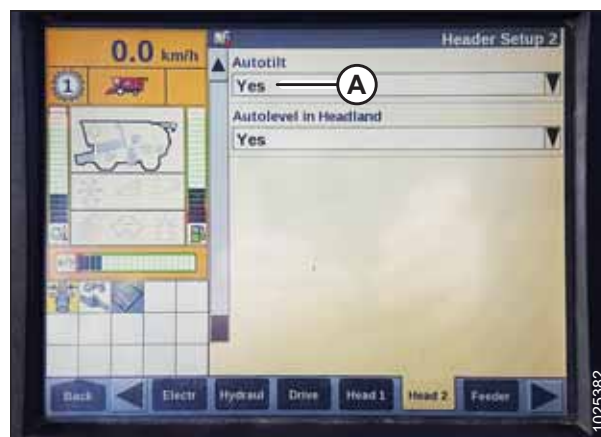 Header Setup 2
0.0 km/h
1
Autotilt
Yes
A
Autolevel in Headland
Yes
Back
Electr
Hydraul
Drive
Head 1
Head 2
Feeder
1025382